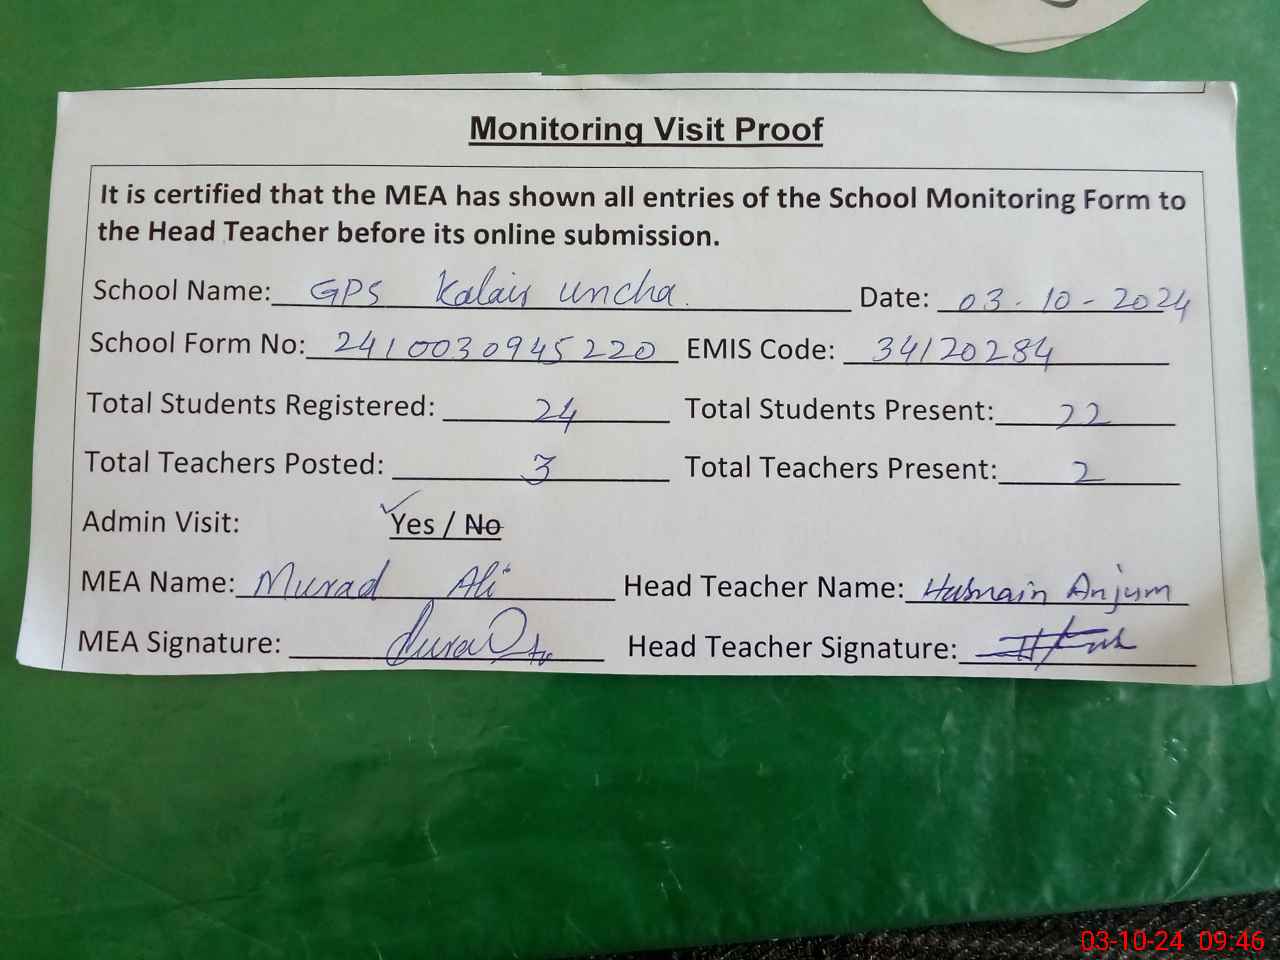 Monitoring Visit Proof
It is certified that the MEA has shown all entries of the School Monitoring Form to
the Head Teacher before its online submission.
School Name: GPS Kalair Uncha. Date: 03-10-2024
School Form No: 2410030945220 EMIS Code: 34120284
Total Students Registered: 24 Total Students Present: 22
Total Teachers Posted: 3 Total Teachers Present: 2
Admin Visit: Yes / No
MEA Name: Murad Ali Head Teacher Name: Husnain Anjum
MEA Signature: Head Teacher Signature:
03-10-24 09:46